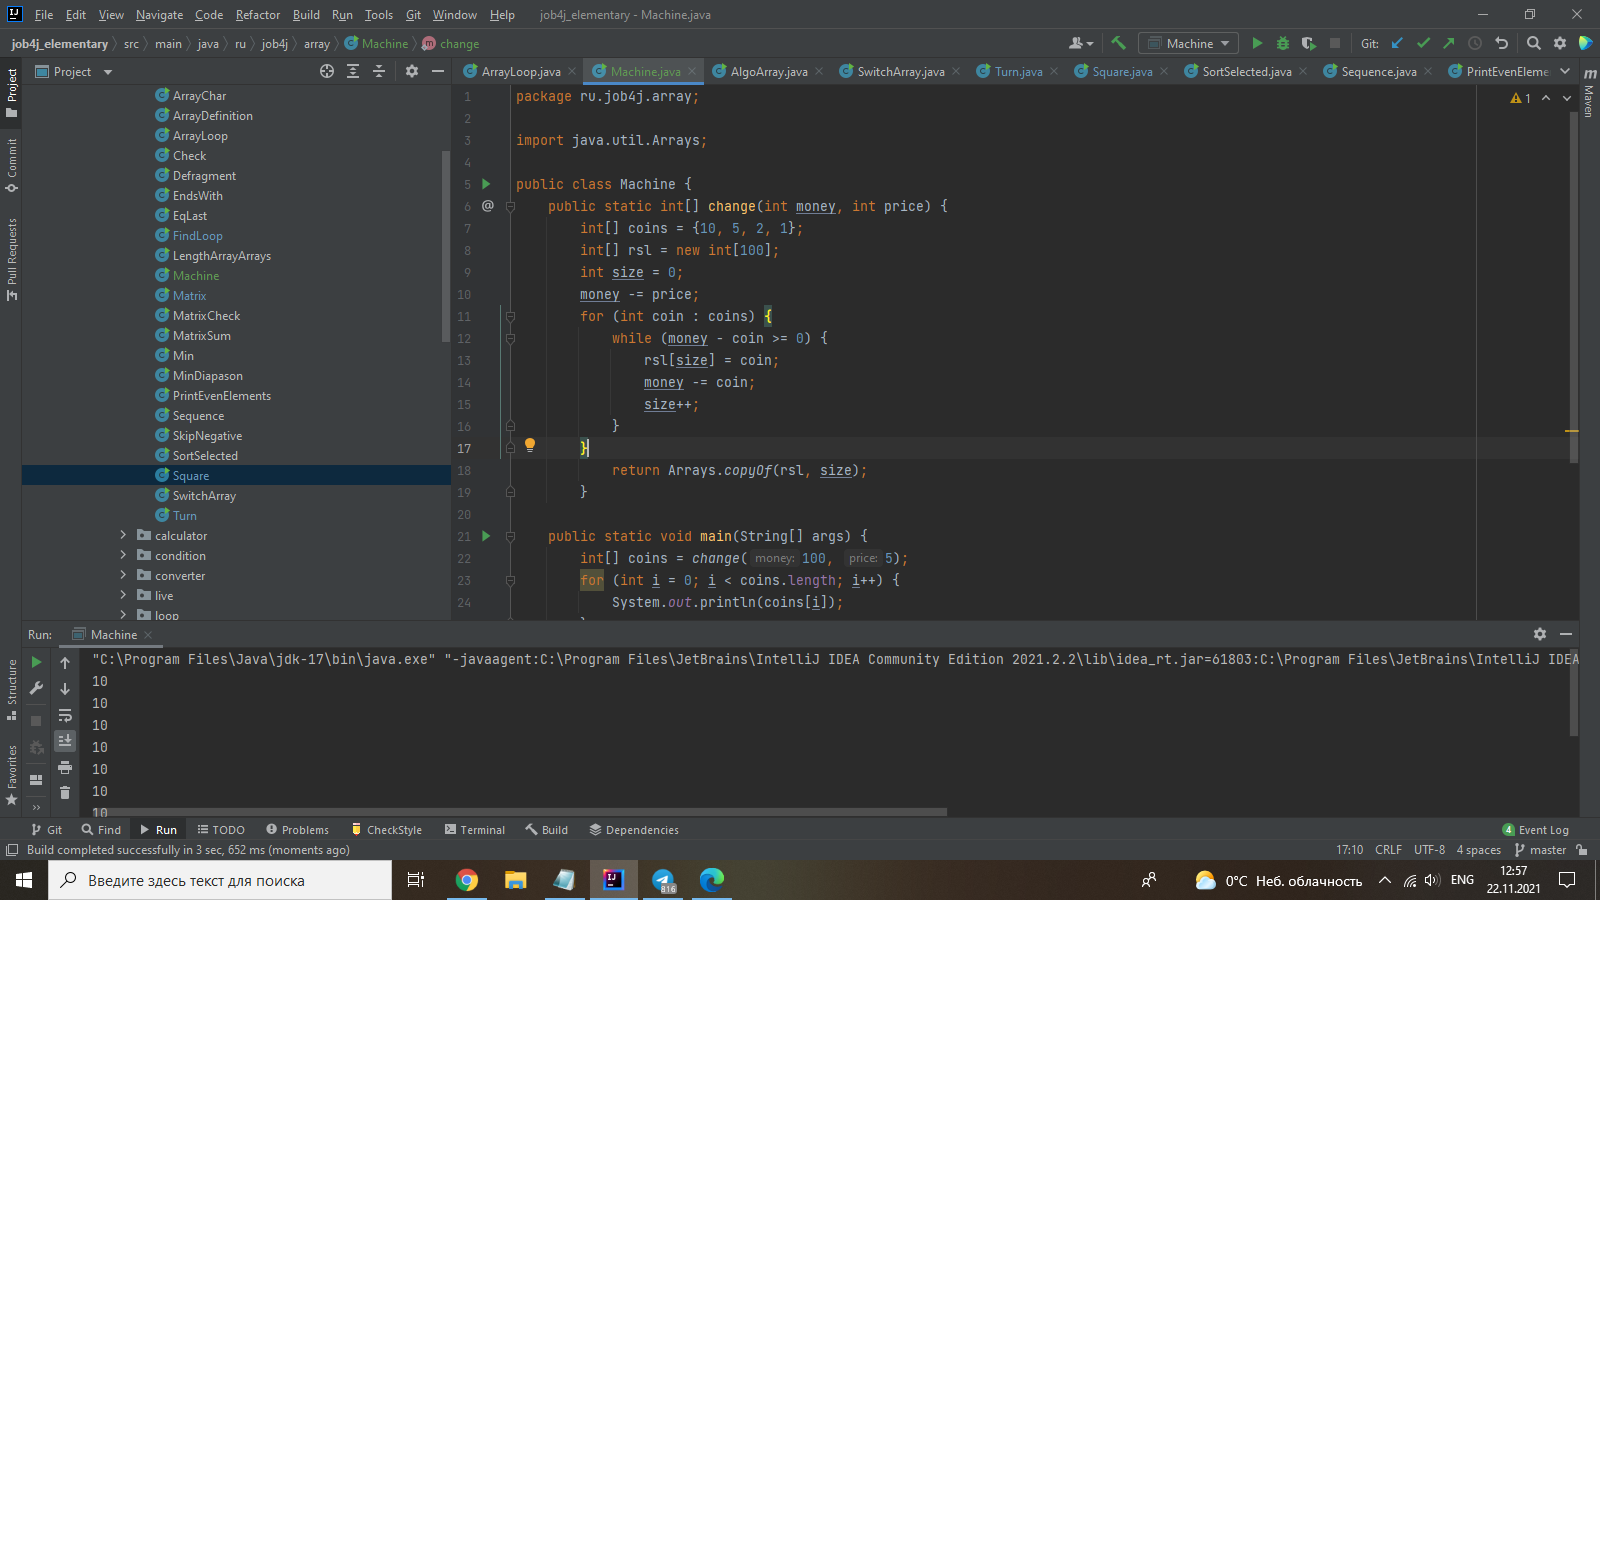 File Edit View Navigate Code Refactor Build Run Tools Git Window Help job4j_elementary - Machine.java
job4j_elementary src main java ru job4j array Machine change Machine Git:
Project
ArrayLoop.java Machine.java AlgoArray.java SwitchArray.java Turn.java Square.java SortSelected.java Sequence.java PrintEvenEleme
Project
Commit
Pull Requests
Structure
Favorites
Maven
ArrayChar
ArrayDefinition
ArrayLoop
Check
Defragment
EndsWith
EqLast
FindLoop
LengthArrayArrays
Machine
Matrix
MatrixCheck
MatrixSum
Min
MinDiapason
PrintEvenElements
Sequence
SkipNegative
SortSelected
Square
SwitchArray
Turn
calculator
condition
converter
live
loop
1
1 package ru.job4j.array;
2
3 import java.util.Arrays;
4
5 public class Machine {
6 @ public static int[] change(int money, int price) {
7 int[] coins = {10, 5, 2, 1};
8 int[] rsl = new int[100];
9 int size = 0;
10 money -= price;
11 for (int coin : coins) {
12 while (money - coin >= 0) {
13 rsl[size] = coin;
14 money -= coin;
15 size++;
16 }
17 }
18 return Arrays.copyOf(rsl, size);
19 }
20
21 public static void main(String[] args) {
22 int[] coins = change( money: 100, price: 5);
23 for (int i = 0; i < coins.length; i++) {
24 System.out.println(coins[i]);
Run: Machine
"C:\Program Files\Java\jdk-17\bin\java.exe" "-javaagent:C:\Program Files\JetBrains\IntelliJ IDEA Community Edition 2021.2.2\lib\idea_rt.jar=61803:C:\Program Files\JetBrains\IntelliJ IDEA
10
10
10
10
10
10
10
Git Find Run TODO Problems CheckStyle Terminal Build Dependencies 4 Event Log
Build completed successfully in 3 sec, 652 ms (moments ago) 17:10 CRLF UTF-8 4 spaces master
Введите здесь текст для поиска 816 0°C Неб. облачность ENG 12:57
22.11.2021